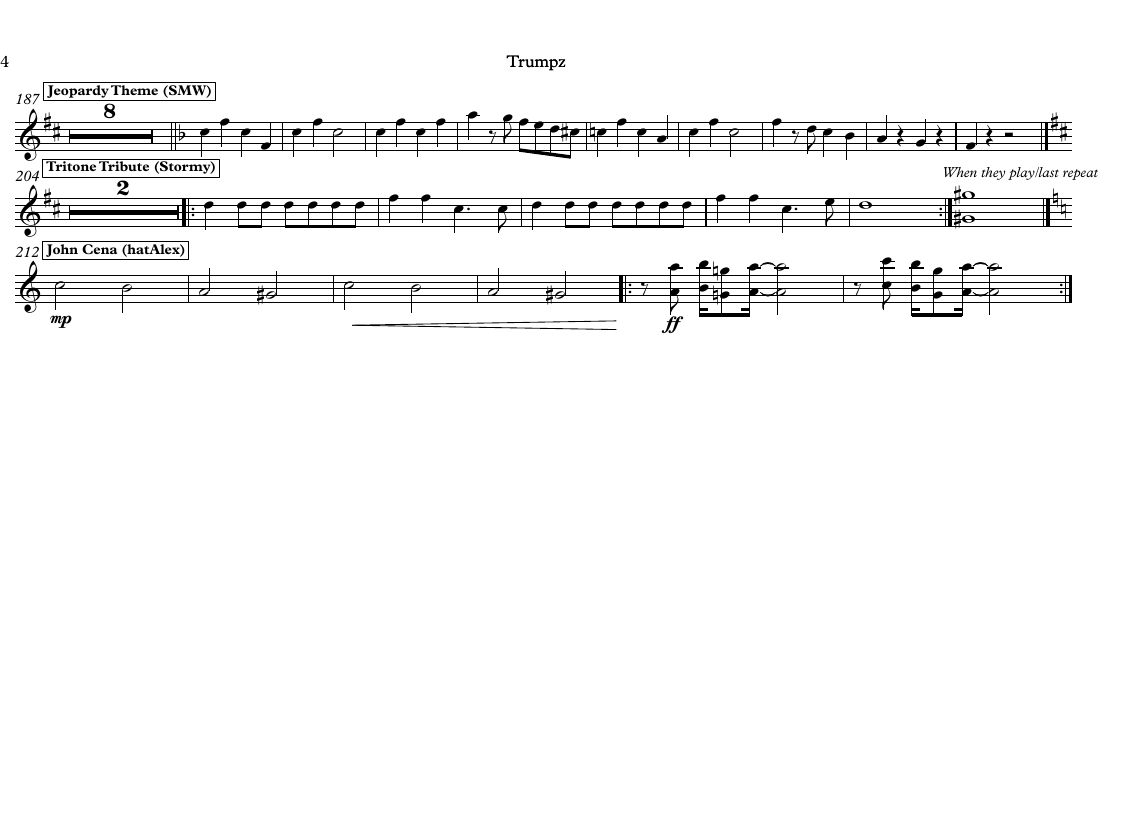 4
Trumpz
187 Jeopardy Theme (SMW)
8
204 Tritone Tribute (Stormy)
2
When they play/last repeat
212 John Cena (hatAlex)
mp
ff